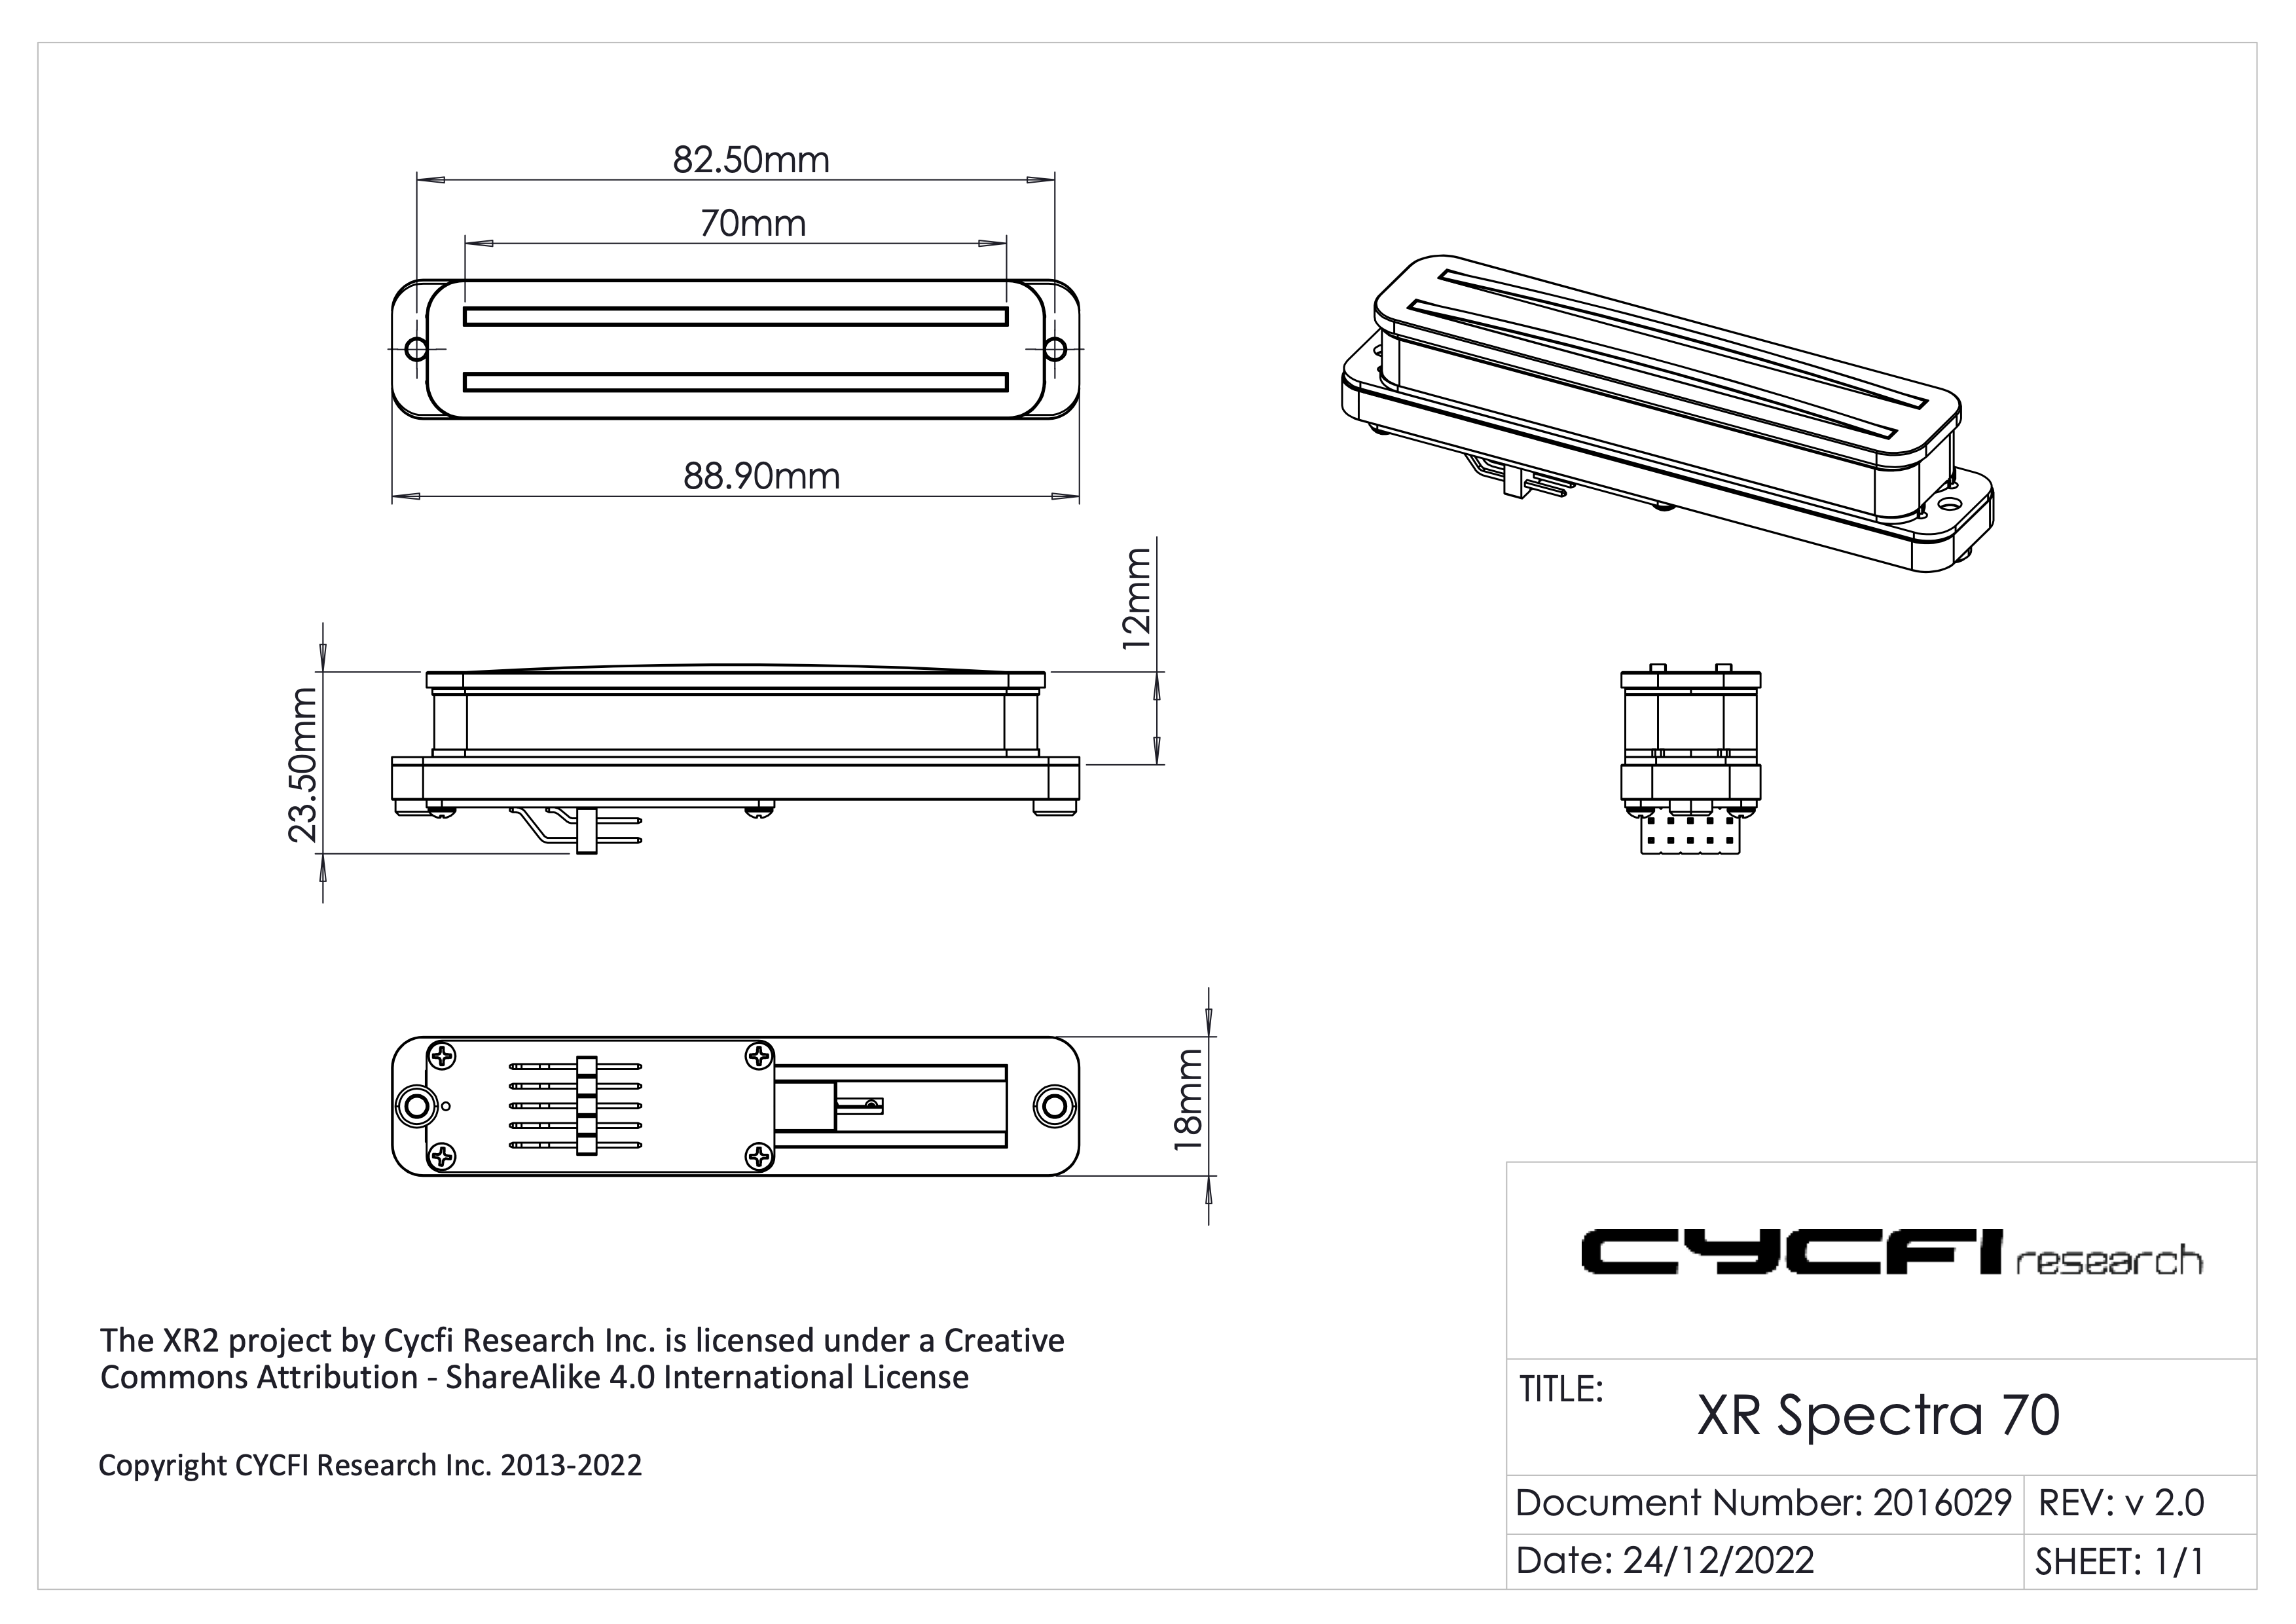 82.50mm
70mm
88.90mm
12mm
23.50mm
18mm
The XR2 project by Cycfi Research Inc. is licensed under a Creative
Commons Attribution - ShareAlike 4.0 International License
Copyright CYCFI Research Inc. 2013-2022
CYCFI research
TITLE:
XR Spectra 70
Document Number: 2016029 REV: v 2.0
Date: 24/12/2022 SHEET: 1/1